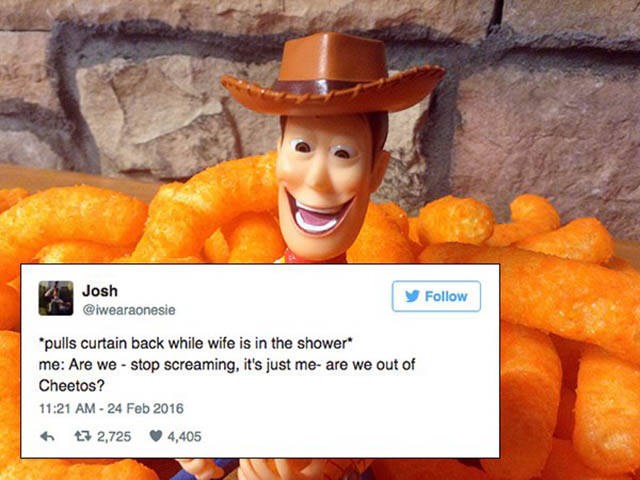 Josh
@iwearaonesie
Follow
*pulls curtain back while wife is in the shower*
me: Are we - stop screaming, it's just me- are we out of
Cheetos?
11:21 AM - 24 Feb 2016
2,725 4,405